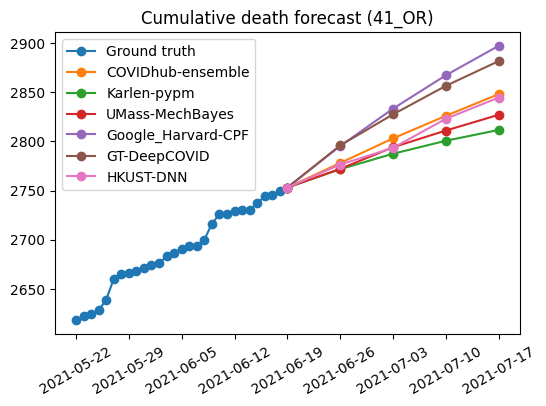 Cumulative death forecast (41_OR)
2900
2850
2800
2750
2700
2650
Ground truth
COVIDhub-ensemble
Karlen-pypm
UMass-MechBayes
Google_Harvard-CPF
GT-DeepCOVID
HKUST-DNN
2021-05-22
2021-05-29
2021-06-05
2021-06-12
2021-06-19
2021-06-26
2021-07-03
2021-07-10
2021-07-17